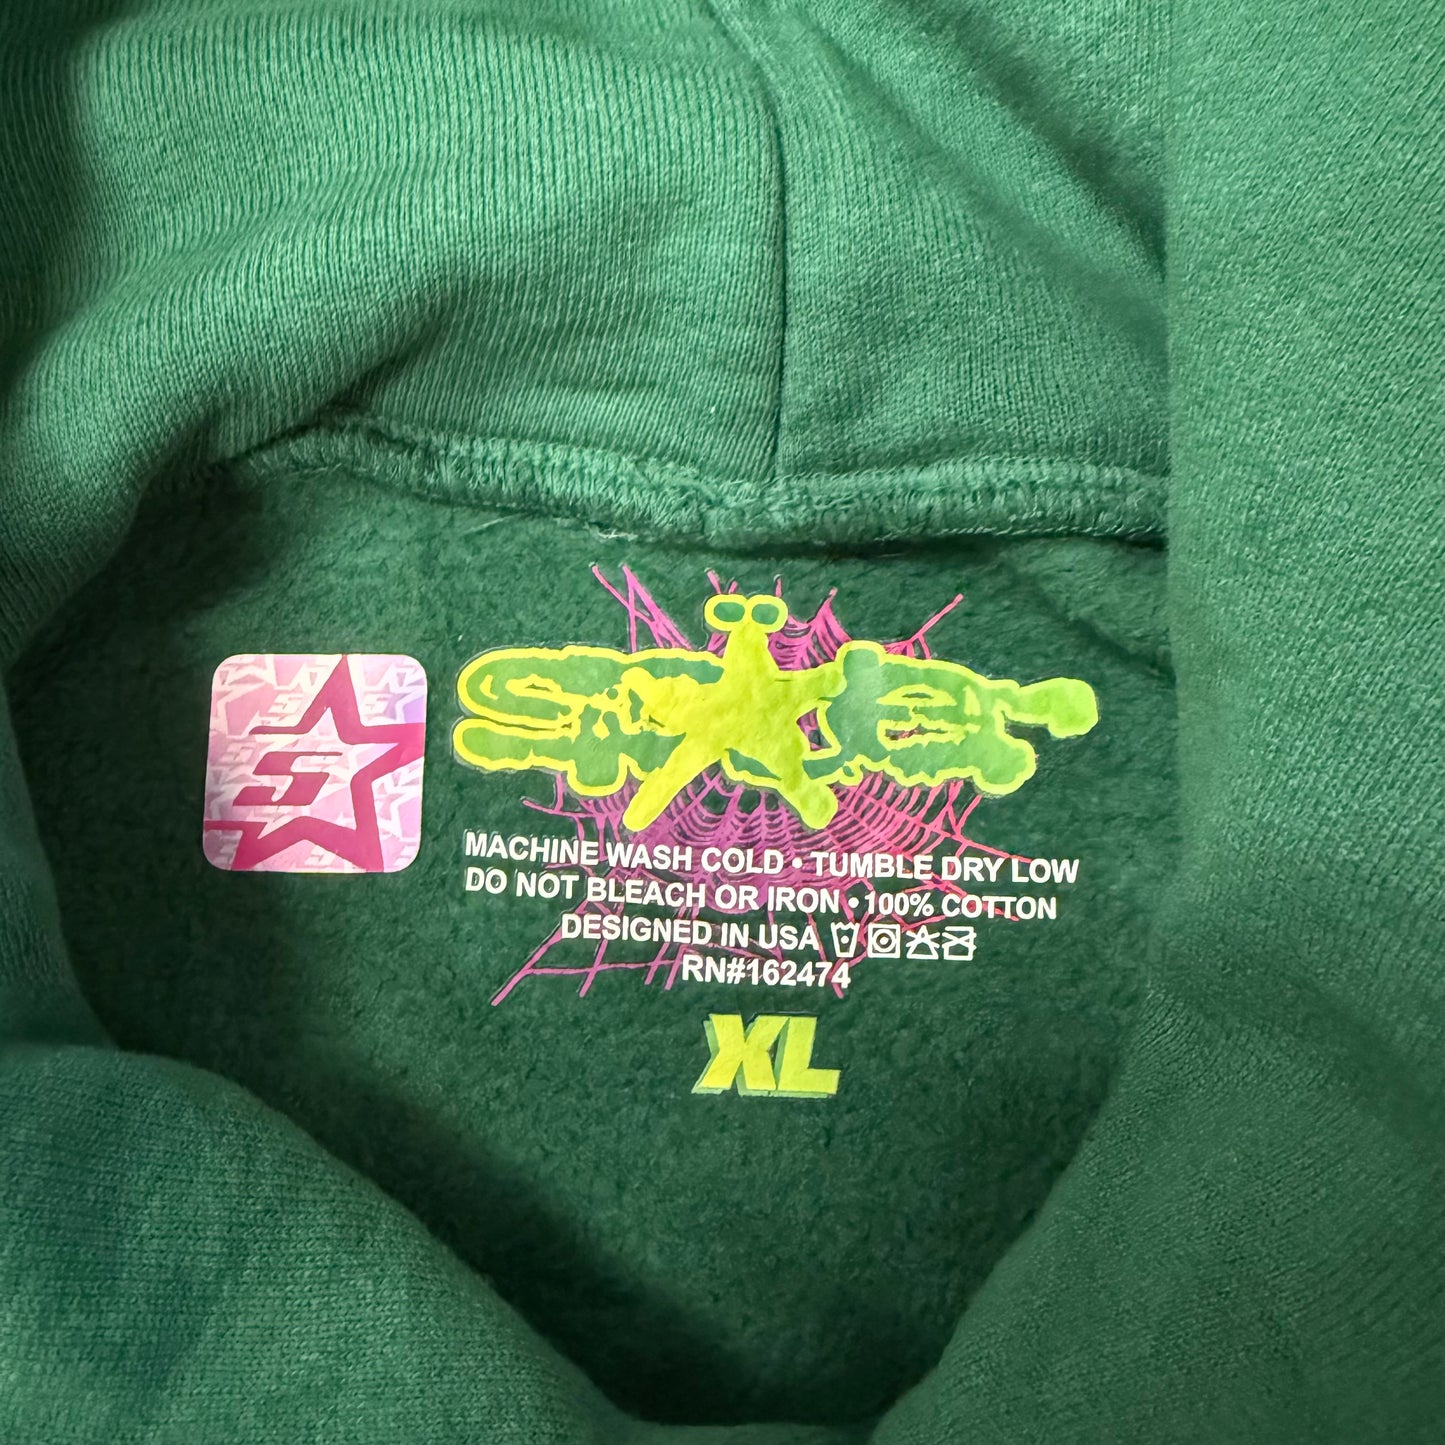 Sp5der
S
MACHINE WASH COLD • TUMBLE DRY LOW
DO NOT BLEACH OR IRON • 100% COTTON
DESIGNED IN USA
RN#162474
XL